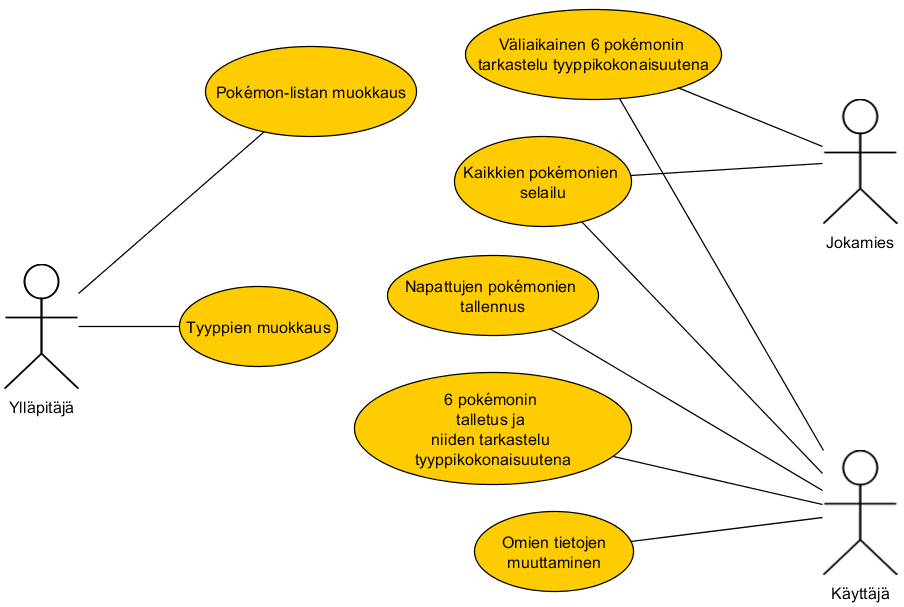 Väliaikainen 6 pokémonin
tarkastelu tyyppikokonaisuutena
Pokémon-listan muokkaus
Kaikkien pokémonien
selailu
Jokamies
Napattujen pokémonien
tallennus
Tyyppien muokkaus
Ylläpitäjä
6 pokémonin
talletus ja
niiden tarkastelu
tyyppikokonaisuutena
Omien tietojen
muuttaminen
Käyttäjä